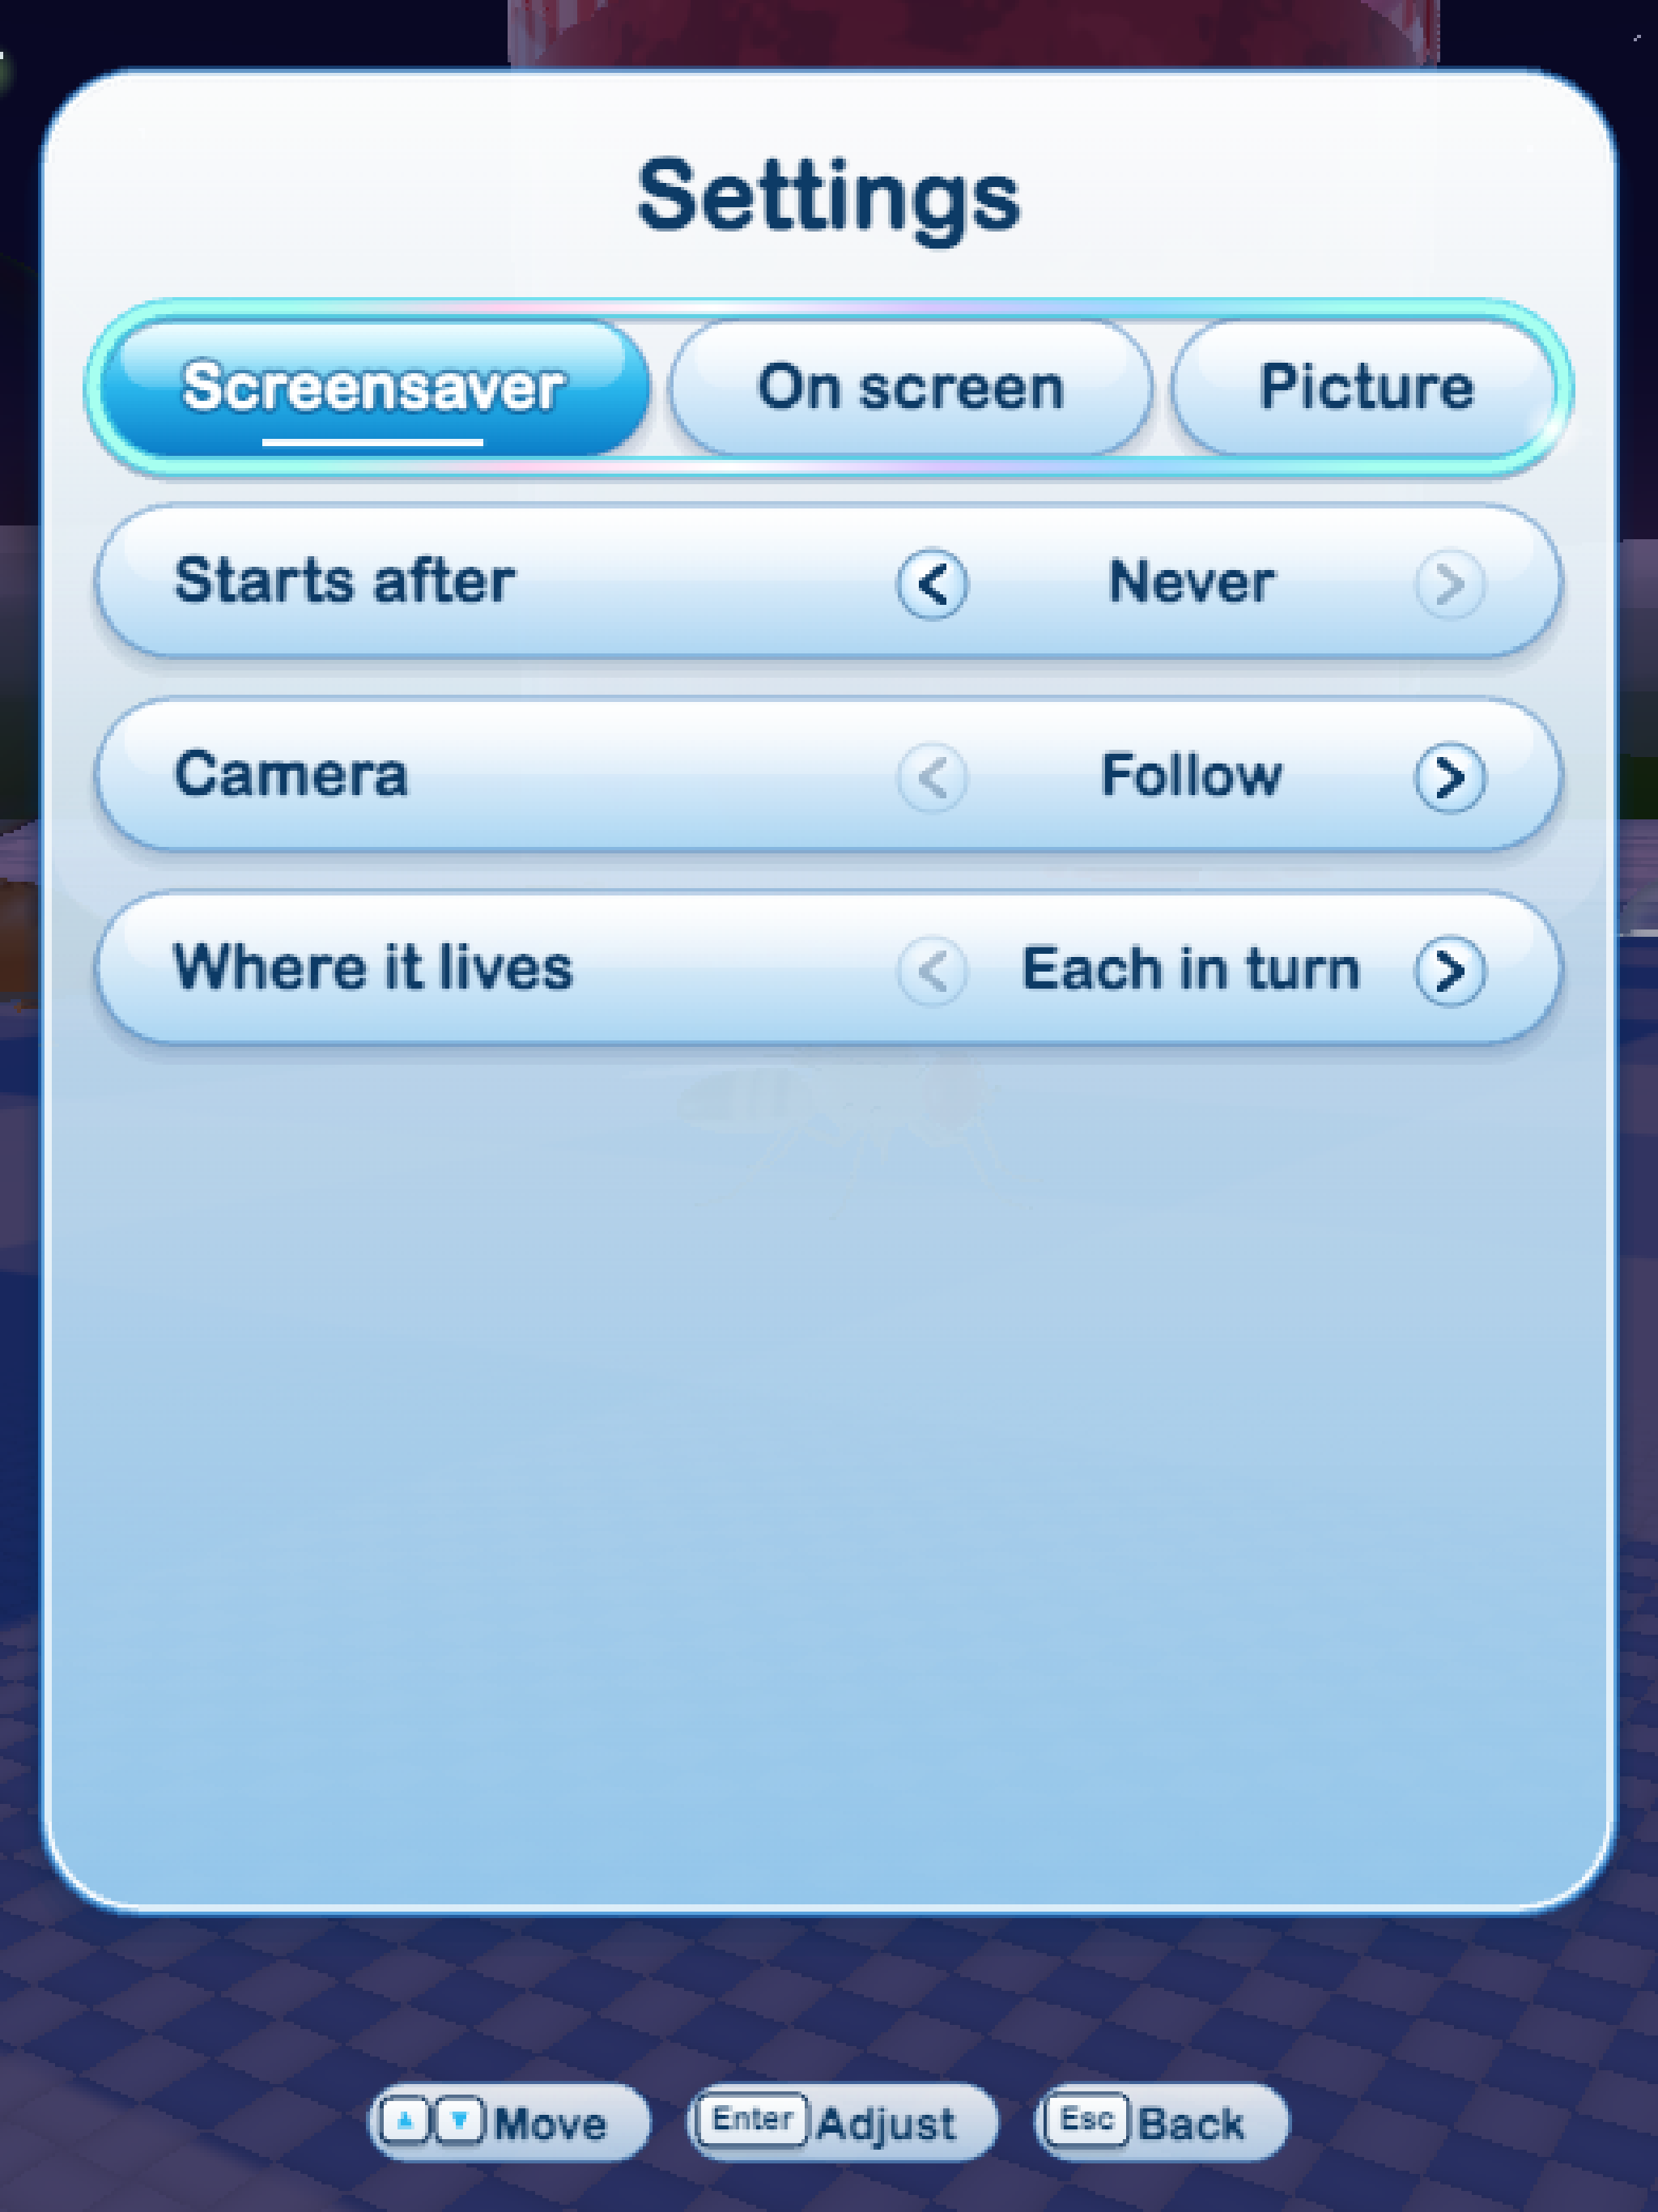 Settings
Screensaver On screen Picture
Starts after < Never >
Camera < Follow >
Where it lives < Each in turn >
▲ ▼ Move Enter Adjust Esc Back